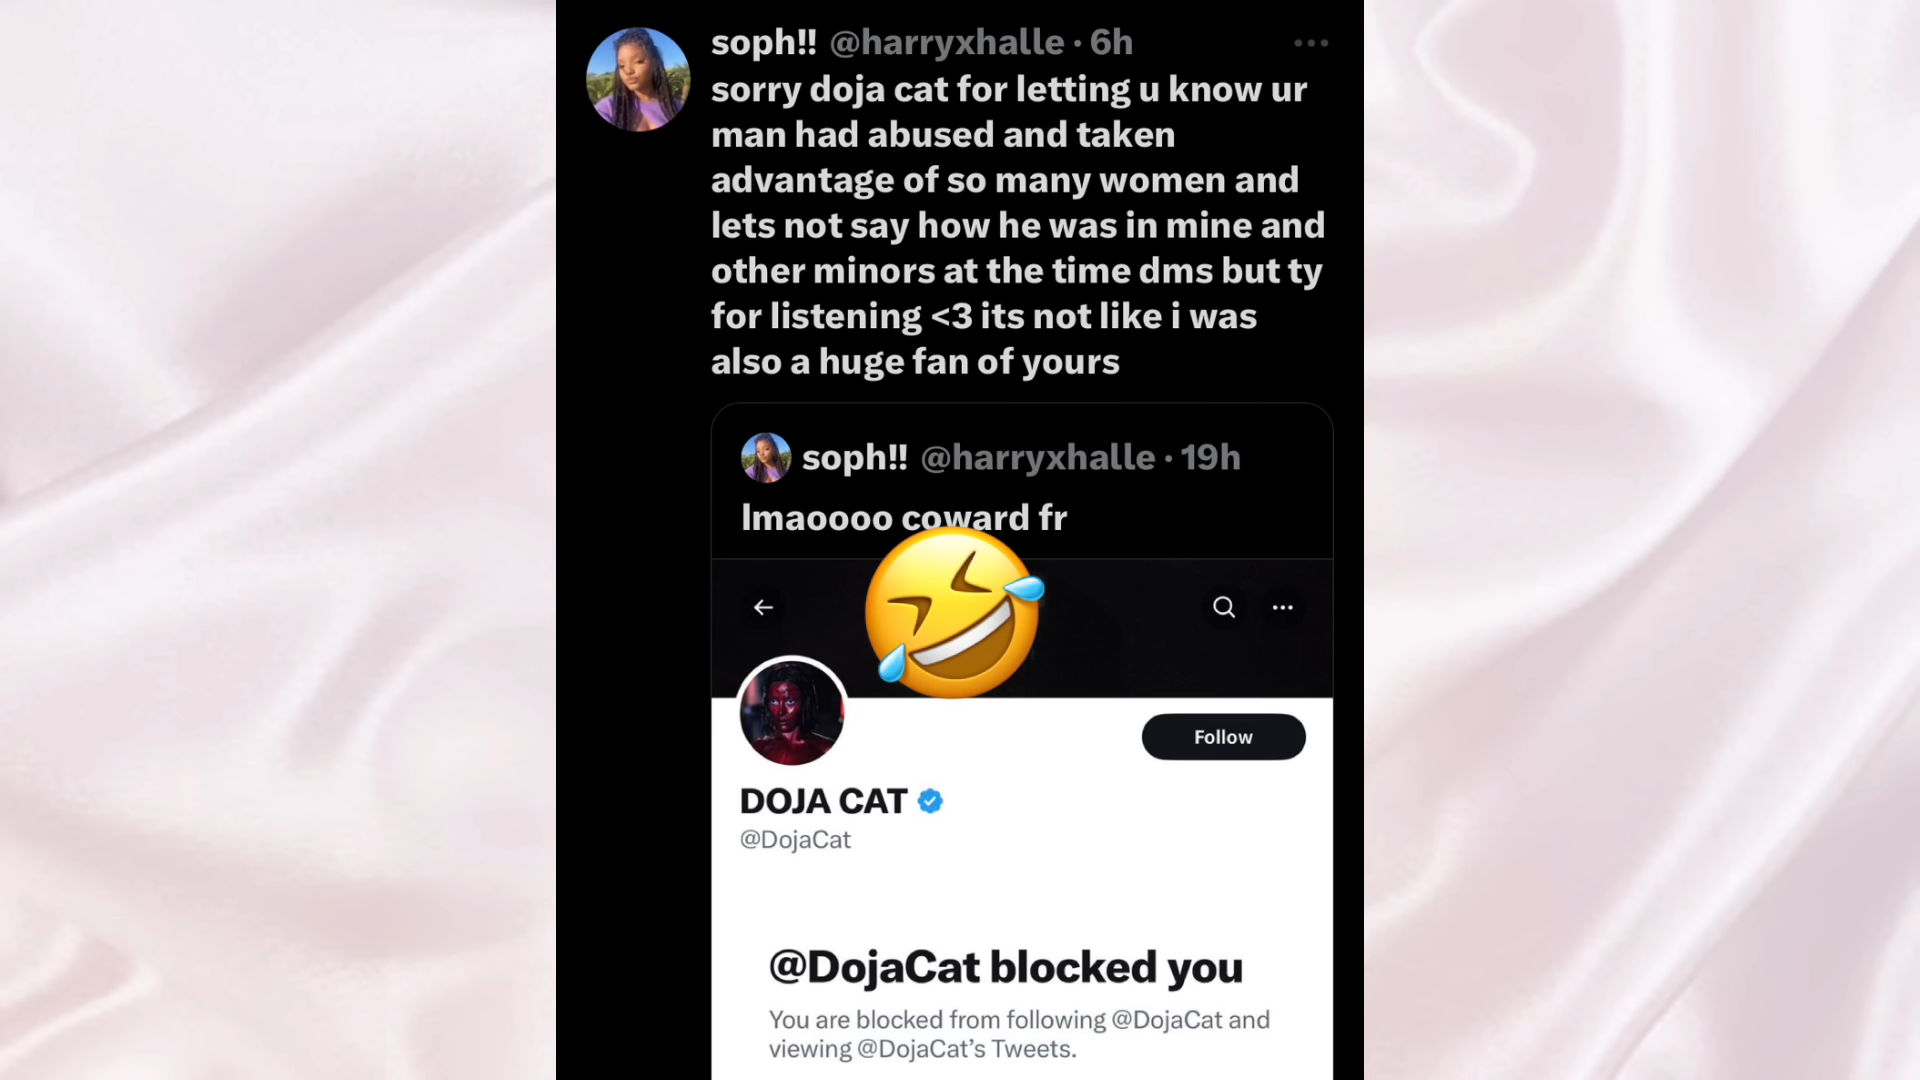 soph!! @harryxhalle · 6h
sorry doja cat for letting u know ur
man had abused and taken
advantage of so many women and
lets not say how he was in mine and
other minors at the time dms but ty
for listening <3 its not like i was
also a huge fan of yours
soph!! @harryxhalle · 19h
lmaoooo coward fr
Follow
DOJA CAT
@DojaCat
@DojaCat blocked you
You are blocked from following @DojaCat and
viewing @DojaCat’s Tweets.